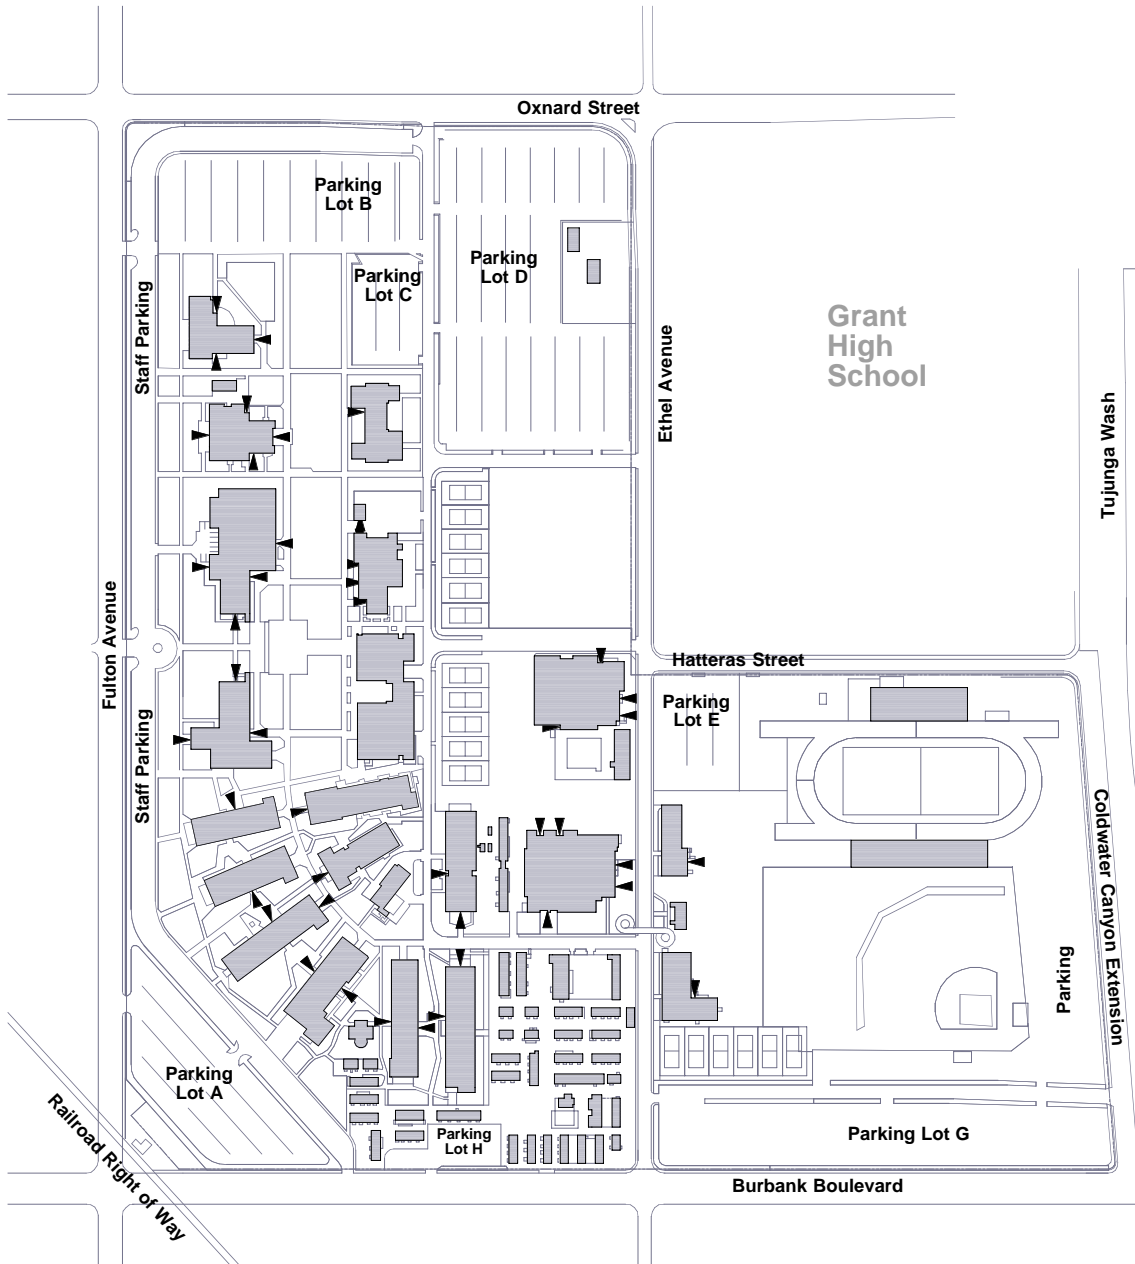 Oxnard Street
Parking
Lot B
Parking
Lot C
Parking
Lot D
Staff Parking
Grant
High
School
Ethel Avenue
Tujunga Wash
Fulton Avenue
Hatteras Street
Parking
Lot E
Staff Parking
Coldwater Canyon Extension
Parking
Parking
Lot A
Railroad Right of Way
Parking
Lot H
Parking Lot G
Burbank Boulevard